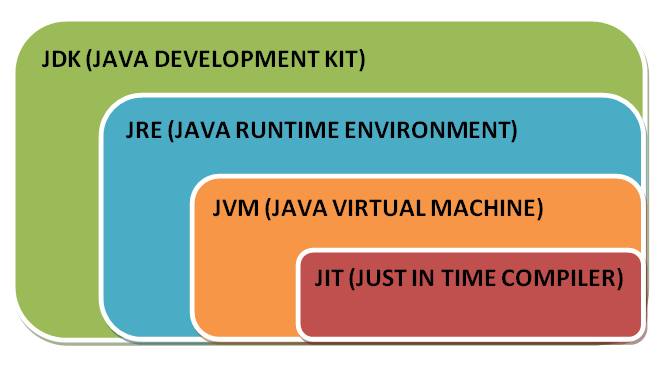 JDK (JAVA DEVELOPMENT KIT)
JRE (JAVA RUNTIME ENVIRONMENT)
JVM (JAVA VIRTUAL MACHINE)
JIT (JUST IN TIME COMPILER)